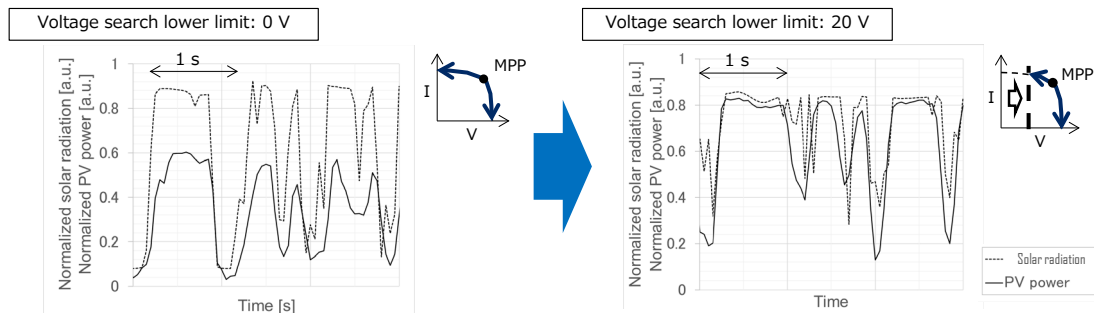 Voltage search lower limit: 0 V
Normalized solar radiation [a.u.]
Normalized PV power [a.u.]
1
0.8
0.6
0.4
0.2
0
1 s
Time [s]
I
MPP
V
Voltage search lower limit: 20 V
Normalized solar radiation [a.u.]
Normalized PV power [a.u.]
1
0.8
0.6
0.4
0.2
0
1 s
Time
I
MPP
V
Solar radiation
PV power